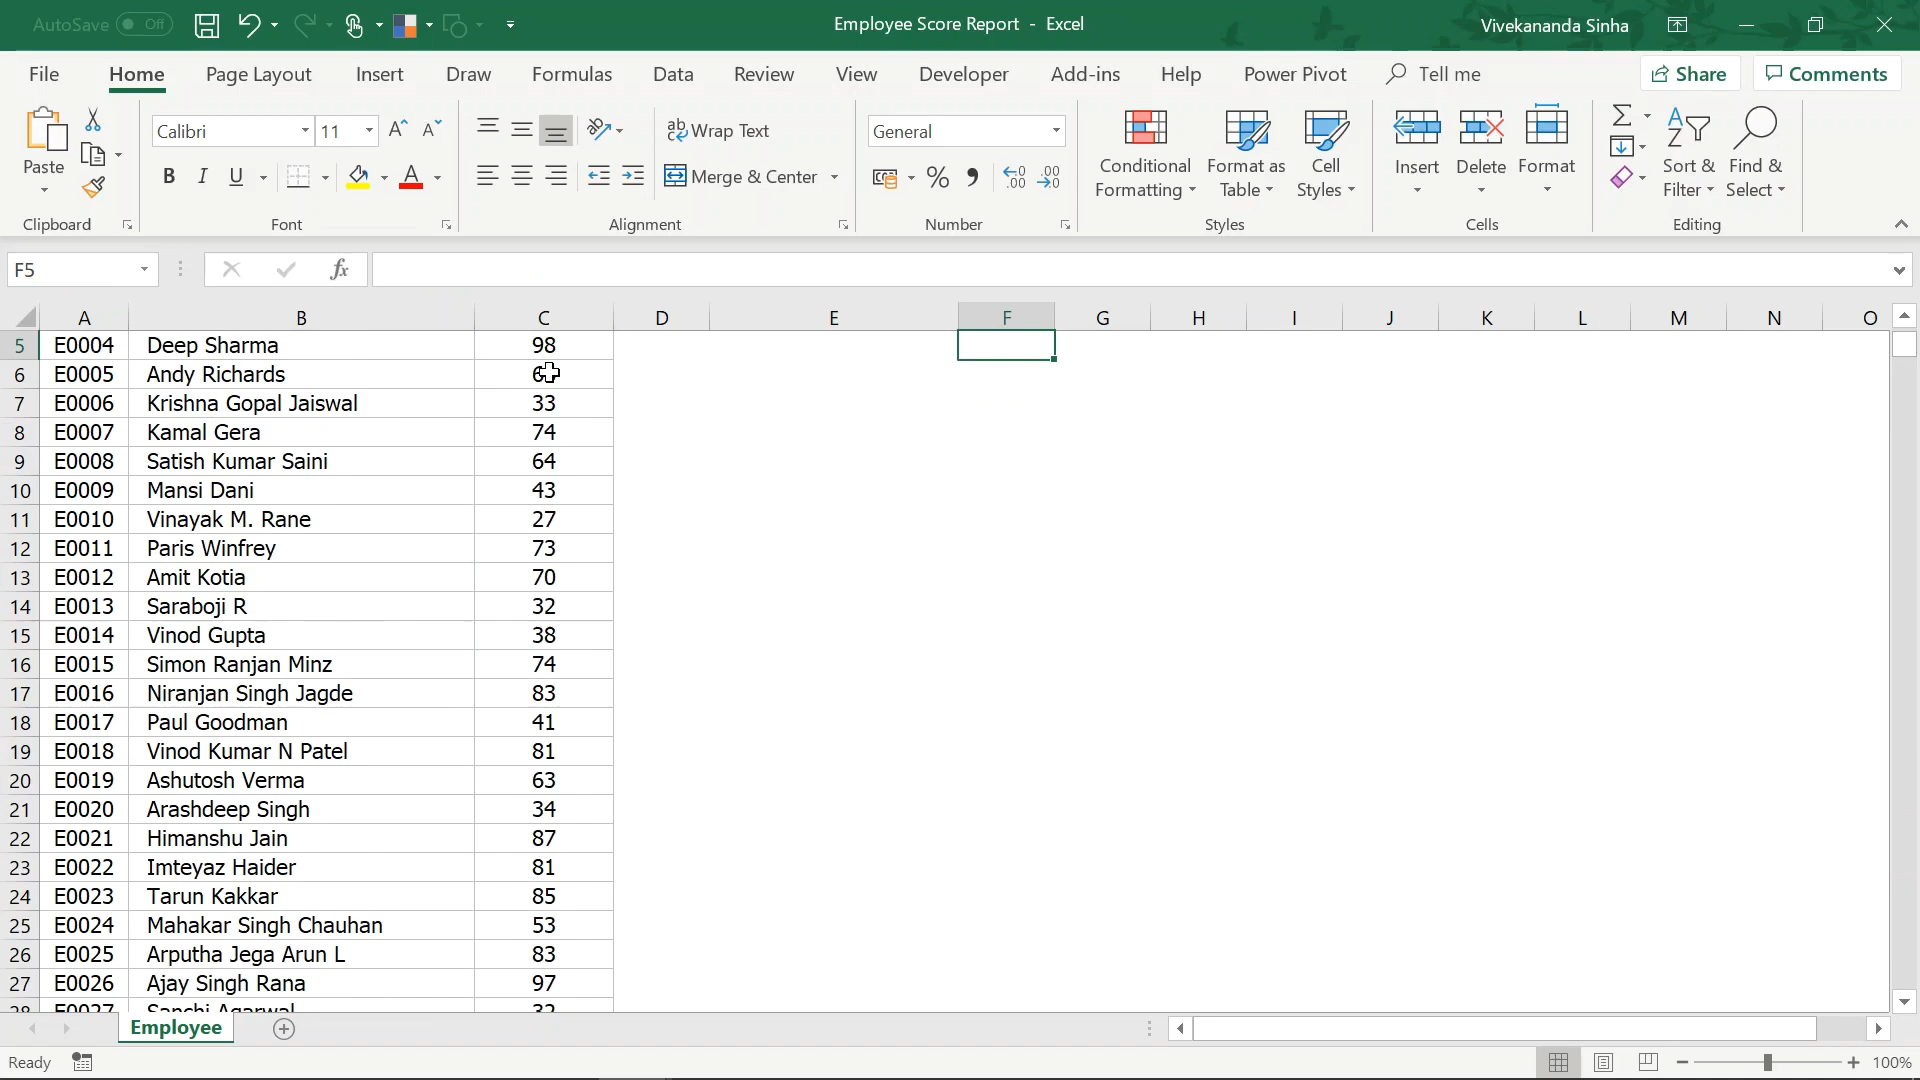 AutoSave Off
Employee Score Report - Excel
Vivekananda Sinha
File Home Page Layout Insert Draw Formulas Data Review View Developer Add-ins Help Power Pivot Tell me Share Comments
Paste
Clipboard
Calibri 11
B I U A
Font
ab Wrap Text
Merge & Center
Alignment
General
% .00
Number
Conditional Formatting
Format as Table
Cell Styles
Styles
Insert Delete Format
Cells
Sort & Filter
Find & Select
Editing
F5 fx
A B C D E F G H I J K L M N O
5 E0004 Deep Sharma 98
6 E0005 Andy Richards
7 E0006 Krishna Gopal Jaiswal 33
8 E0007 Kamal Gera 74
9 E0008 Satish Kumar Saini 64
10 E0009 Mansi Dani 43
11 E0010 Vinayak M. Rane 27
12 E0011 Paris Winfrey 73
13 E0012 Amit Kotia 70
14 E0013 Saraboji R 32
15 E0014 Vinod Gupta 38
16 E0015 Simon Ranjan Minz 74
17 E0016 Niranjan Singh Jagde 83
18 E0017 Paul Goodman 41
19 E0018 Vinod Kumar N Patel 81
20 E0019 Ashutosh Verma 63
21 E0020 Arashdeep Singh 34
22 E0021 Himanshu Jain 87
23 E0022 Imteyaz Haider 81
24 E0023 Tarun Kakkar 85
25 E0024 Mahakar Singh Chauhan 53
26 E0025 Arputha Jega Arun L 83
27 E0026 Ajay Singh Rana 97
28 E0027 Sanchi Agarwal 32
Employee
Ready
100%